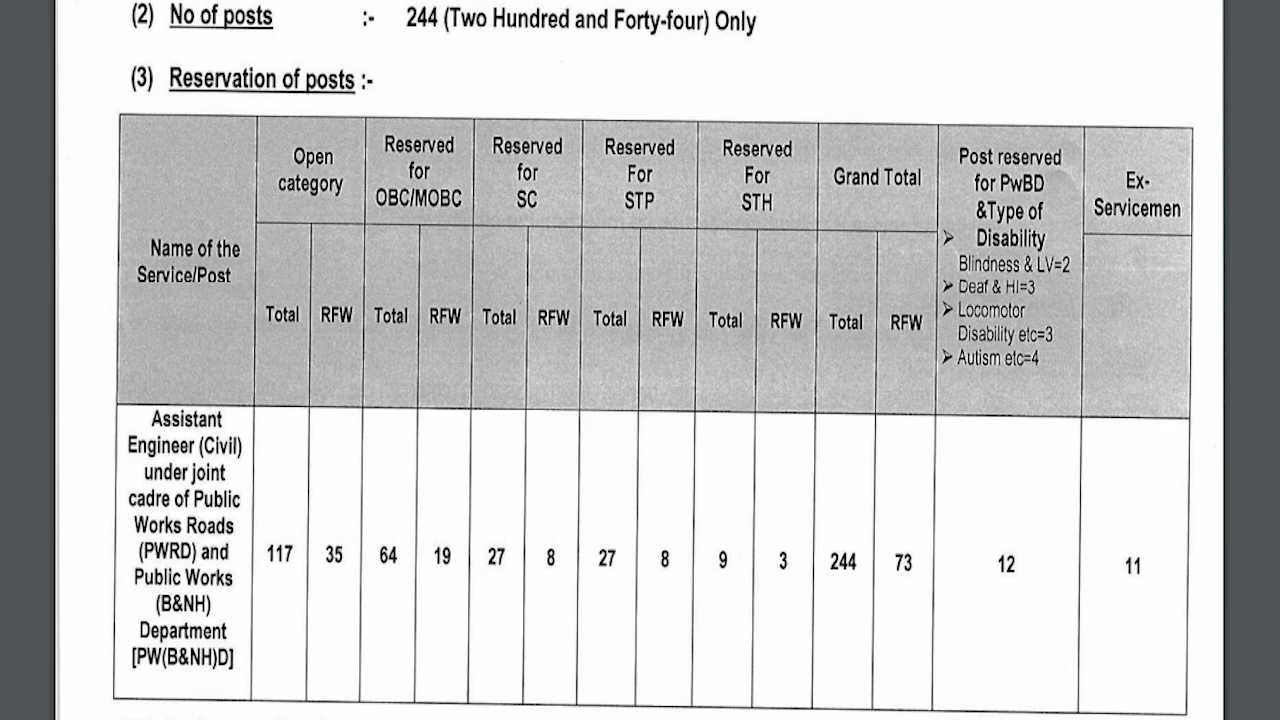 (2) No of posts :- 244 (Two Hundred and Forty-four) Only
(3) Reservation of posts :-
Name of the
Service/Post
Open
category
Reserved
for
OBC/MOBC
Reserved
for
SC
Reserved
For
STP
Reserved
For
STH
Grand Total
Post reserved
for PwBD
&Type of
➤ Disability
Blindness & LV=2
➤ Deaf & HI=3
➤ Locomotor
Disability etc=3
➤ Autism etc=4
Ex-
Servicemen
Total RFW Total RFW Total RFW Total RFW Total RFW Total RFW
Assistant
Engineer (Civil)
under joint
cadre of Public
Works Roads
(PWRD) and
Public Works
(B&NH)
Department
[PW(B&NH)D]
117 35 64 19 27 8 27 8 9 3 244 73 12 11